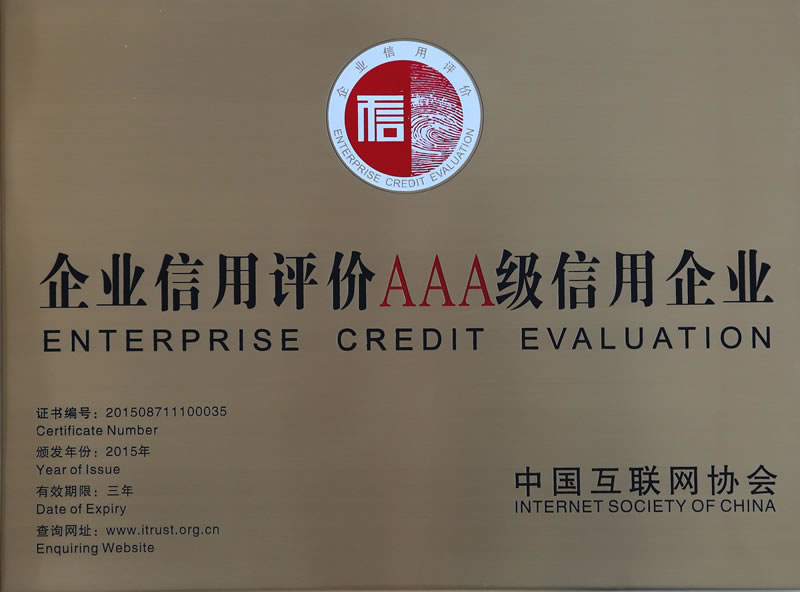 企业信用评价
信
ENTERPRISE CREDIT EVALUATION
企业信用评价AAA级信用企业
ENTERPRISE CREDIT EVALUATION
证书编号：201508711100035
Certificate Number
颁发年份：2015年
Year of Issue
有效期限：三年
Date of Expiry
查询网址：www.itrust.org.cn
Enquiring Website
中国互联网协会
INTERNET SOCIETY OF CHINA